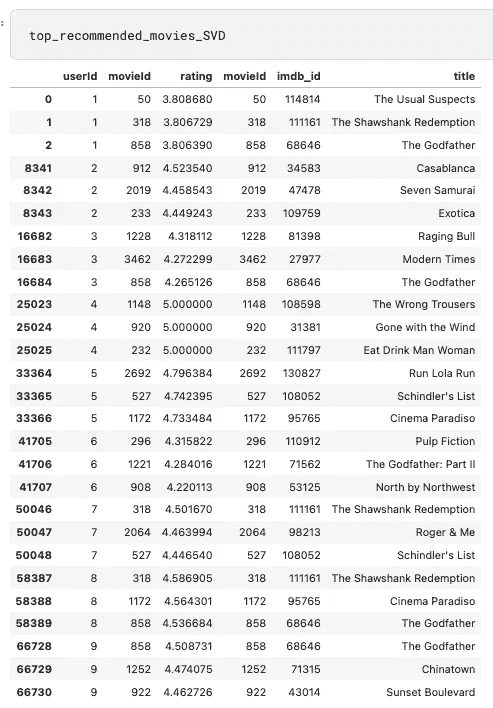 :
top_recommended_movies_SVD
userId movieId rating movieId imdb_id title
0 1 50 3.808680 50 114814 The Usual Suspects
1 1 318 3.806729 318 111161 The Shawshank Redemption
2 1 858 3.806390 858 68646 The Godfather
8341 2 912 4.523540 912 34583 Casablanca
8342 2 2019 4.458543 2019 47478 Seven Samurai
8343 2 233 4.449243 233 109759 Exotica
16682 3 1228 4.318112 1228 81398 Raging Bull
16683 3 3462 4.272299 3462 27977 Modern Times
16684 3 858 4.265126 858 68646 The Godfather
25023 4 1148 5.000000 1148 108598 The Wrong Trousers
25024 4 920 5.000000 920 31381 Gone with the Wind
25025 4 232 5.000000 232 111797 Eat Drink Man Woman
33364 5 2692 4.796384 2692 130827 Run Lola Run
33365 5 527 4.742395 527 108052 Schindler's List
33366 5 1172 4.733484 1172 95765 Cinema Paradiso
41705 6 296 4.315822 296 110912 Pulp Fiction
41706 6 1221 4.284016 1221 71562 The Godfather: Part II
41707 6 908 4.220113 908 53125 North by Northwest
50046 7 318 4.501670 318 111161 The Shawshank Redemption
50047 7 2064 4.463994 2064 98213 Roger & Me
50048 7 527 4.446540 527 108052 Schindler's List
58387 8 318 4.586905 318 111161 The Shawshank Redemption
58388 8 1172 4.564301 1172 95765 Cinema Paradiso
58389 8 858 4.536684 858 68646 The Godfather
66728 9 858 4.508731 858 68646 The Godfather
66729 9 1252 4.474075 1252 71315 Chinatown
66730 9 922 4.462726 922 43014 Sunset Boulevard